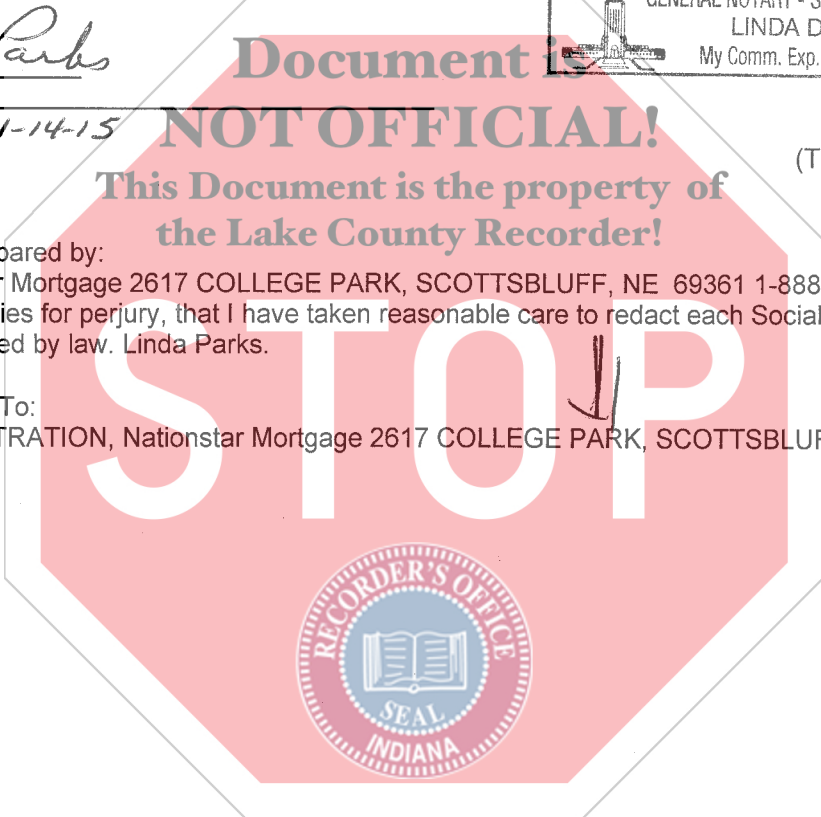 GENERAL NOTARY - S
LINDA D
My Comm. Exp.
Parks
1-14-15
Document is
NOT OFFICIAL!
This Document is the property of
the Lake County Recorder!
(T
pared by:
r Mortgage 2617 COLLEGE PARK, SCOTTSBLUFF, NE 69361 1-888
ies for perjury, that I have taken reasonable care to redact each Social
ed by law. Linda Parks.
To:
TRATION, Nationstar Mortgage 2617 COLLEGE PARK, SCOTTSBLUF
STOP
RECORDER'S OFFICE
SEAL
INDIANA